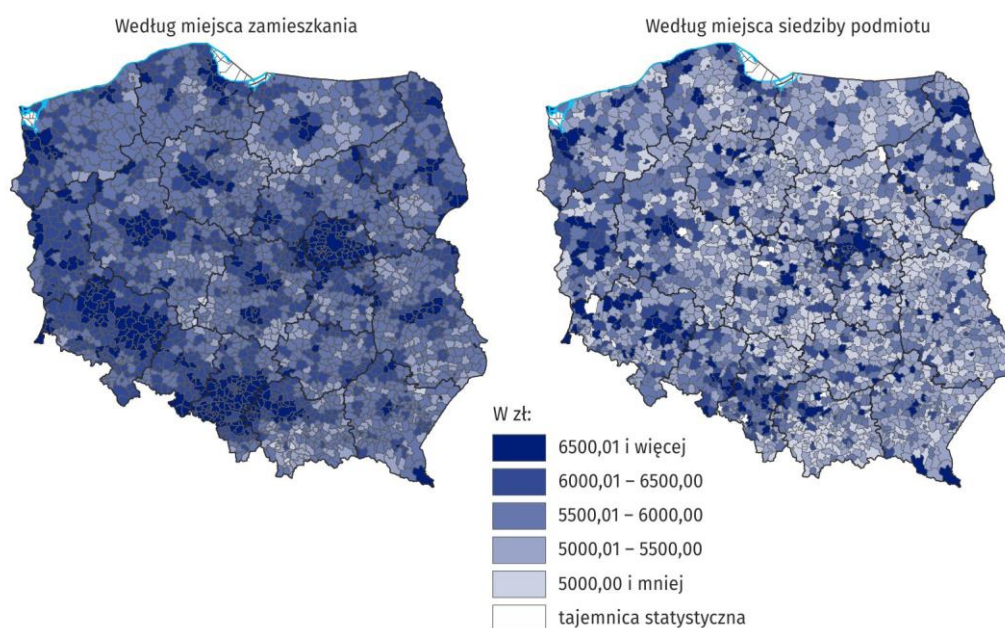 Według miejsca zamieszkania
Według miejsca siedziby podmiotu
W zł:
6500,01 i więcej
6000,01 – 6500,00
5500,01 – 6000,00
5000,01 – 5500,00
5000,00 i mniej
tajemnica statystyczna